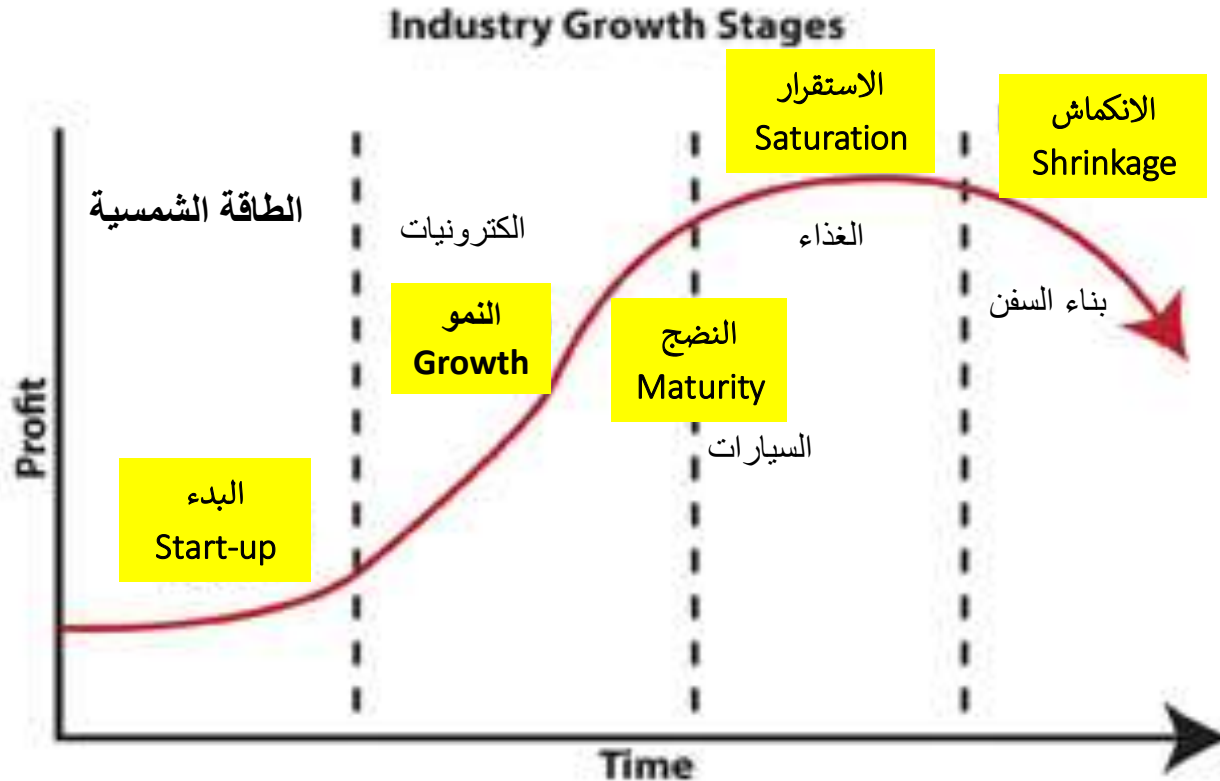 Industry Growth Stages
الاستقرار
Saturation
الانكماش
Shrinkage
الطاقة الشمسية
الكترونيات
الغذاء
النمو
Growth
النضج
Maturity
بناء السفن
السيارات
البدء
Start-up
Profit
Time